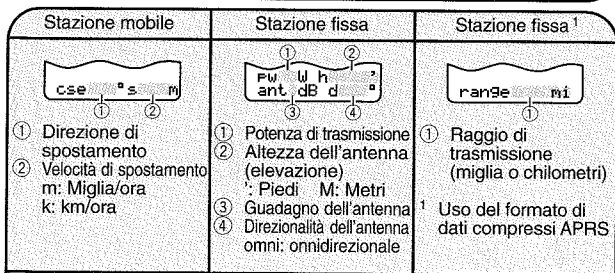 Stazione mobile
cse °s m
① ②
① Direzione di
spostamento
② Velocità di spostamento
m: Miglia/ora
k: km/ora
Stazione fissa
① ②
Pw W h '
ant dB d °
③ ④
① Potenza di trasmissione
② Altezza dell'antenna
(elevazione)
': Piedi M: Metri
③ Guadagno dell'antenna
④ Direzionalità dell'antenna
omni: onnidirezionale
Stazione fissa¹
range mi
①
① Raggio di
trasmissione
(miglia o chilometri)
¹ Uso del formato di
dati compressi APRS